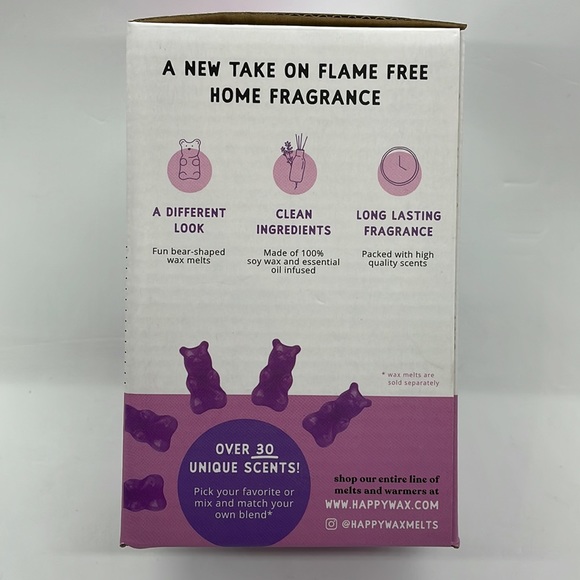 A NEW TAKE ON FLAME FREE
HOME FRAGRANCE
A DIFFERENT
LOOK
Fun bear-shaped
wax melts
CLEAN
INGREDIENTS
Made of 100%
soy wax and essential
oil infused
LONG LASTING
FRAGRANCE
Packed with high
quality scents
* wax melts are
sold separately
OVER 30
UNIQUE SCENTS!
Pick your favorite or
mix and match your
own blend*
shop our entire line of
melts and warmers at
WWW.HAPPYWAX.COM
@HAPPYWAXMELTS